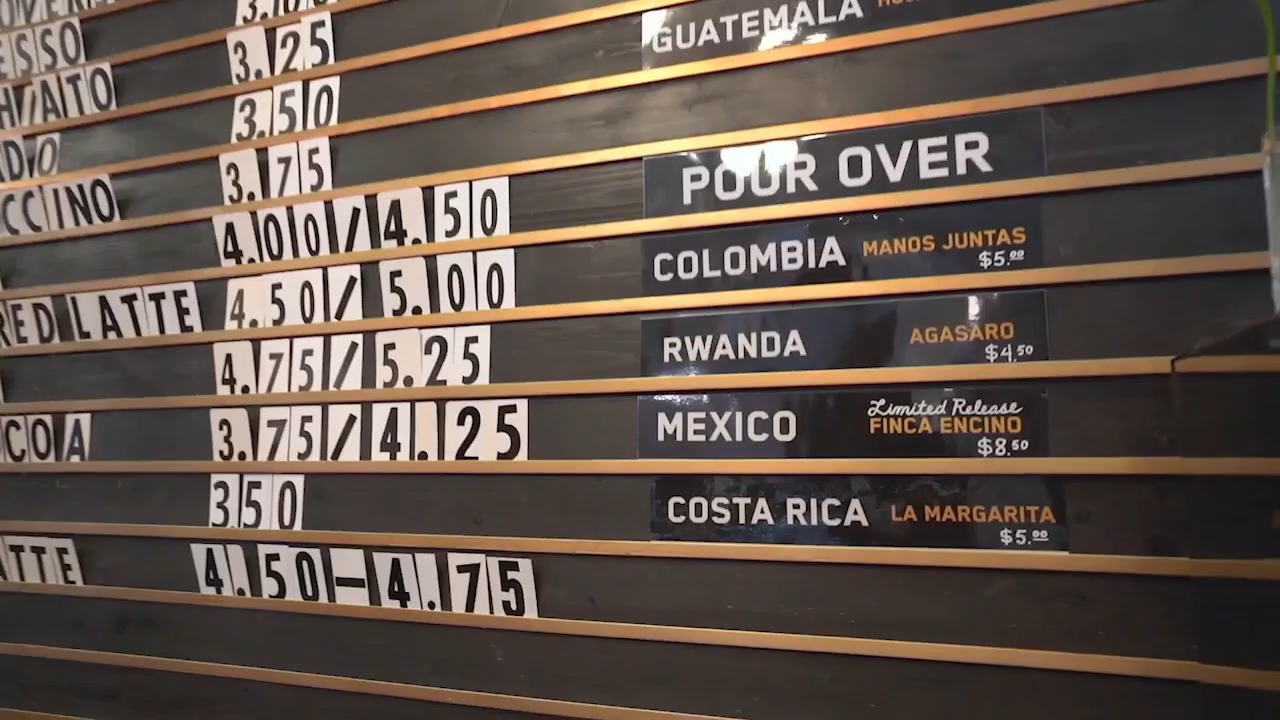 3.25
3.50
3.75
4.00/4.50
RED LATTE 4.50/5.00
4.75/5.25
COA 3.75/4.25
350
4.50-4.75
GUATEMALA
POUR OVER
COLOMBIA MANOS JUNTAS
$5.00
RWANDA AGASARO
$4.50
Limited Release
MEXICO FINCA ENCINO
$8.50
COSTA RICA LA MARGARITA
$5.00